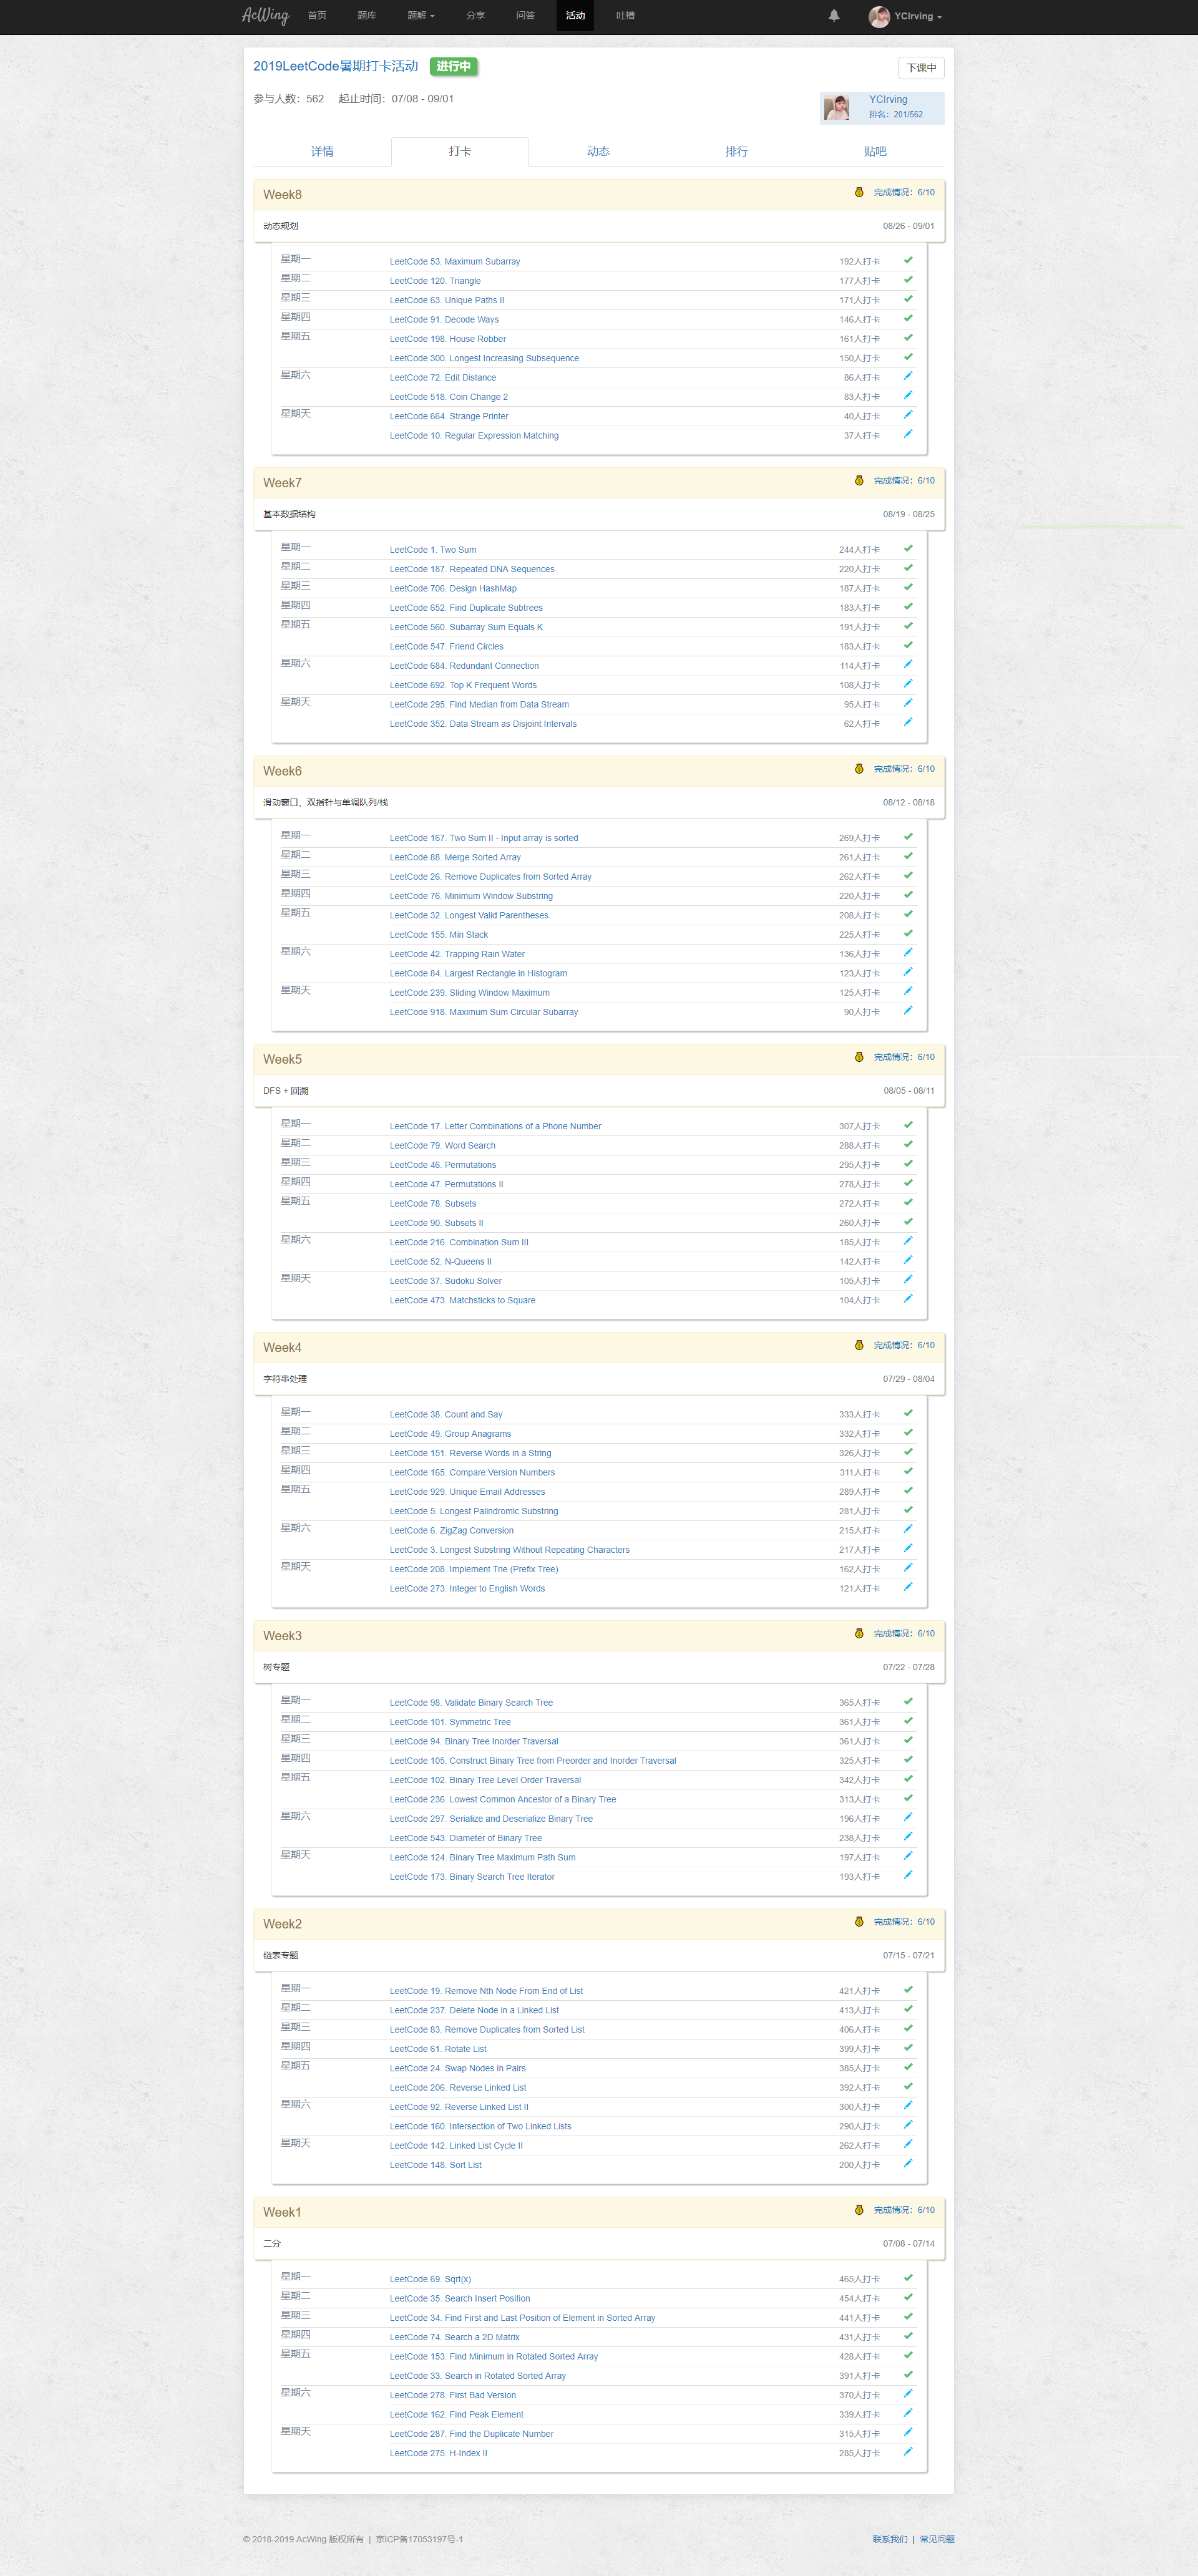 AcWing 首页 题库 题解 分享 问答 活动 吐槽 YCIrving
2019LeetCode暑期打卡活动 进行中 下课中
参与人数：562 起止时间：07/08 - 09/01
YCIrving
排名：201/562
详情 打卡 动态 排行 贴吧
Week8 完成情况：6/10
动态规划 08/26 - 09/01
星期一 LeetCode 53. Maximum Subarray 192人打卡
星期二 LeetCode 120. Triangle 177人打卡
星期三 LeetCode 63. Unique Paths II 171人打卡
星期四 LeetCode 91. Decode Ways 146人打卡
星期五 LeetCode 198. House Robber 161人打卡
LeetCode 300. Longest Increasing Subsequence 150人打卡
星期六 LeetCode 72. Edit Distance 86人打卡
LeetCode 518. Coin Change 2 83人打卡
星期天 LeetCode 664. Strange Printer 40人打卡
LeetCode 10. Regular Expression Matching 37人打卡
Week7 完成情况：6/10
基本数据结构 08/19 - 08/25
星期一 LeetCode 1. Two Sum 244人打卡
星期二 LeetCode 187. Repeated DNA Sequences 220人打卡
星期三 LeetCode 706. Design HashMap 187人打卡
星期四 LeetCode 652. Find Duplicate Subtrees 183人打卡
星期五 LeetCode 560. Subarray Sum Equals K 191人打卡
LeetCode 547. Friend Circles 183人打卡
星期六 LeetCode 684. Redundant Connection 114人打卡
LeetCode 692. Top K Frequent Words 108人打卡
星期天 LeetCode 295. Find Median from Data Stream 95人打卡
LeetCode 352. Data Stream as Disjoint Intervals 62人打卡
Week6 完成情况：6/10
滑动窗口、双指针与单调队列/栈 08/12 - 08/18
星期一 LeetCode 167. Two Sum II - Input array is sorted 269人打卡
星期二 LeetCode 88. Merge Sorted Array 261人打卡
星期三 LeetCode 26. Remove Duplicates from Sorted Array 262人打卡
星期四 LeetCode 76. Minimum Window Substring 220人打卡
星期五 LeetCode 32. Longest Valid Parentheses 208人打卡
LeetCode 155. Min Stack 225人打卡
星期六 LeetCode 42. Trapping Rain Water 136人打卡
LeetCode 84. Largest Rectangle in Histogram 123人打卡
星期天 LeetCode 239. Sliding Window Maximum 125人打卡
LeetCode 918. Maximum Sum Circular Subarray 90人打卡
Week5 完成情况：6/10
DFS + 回溯 08/05 - 08/11
星期一 LeetCode 17. Letter Combinations of a Phone Number 307人打卡
星期二 LeetCode 79. Word Search 288人打卡
星期三 LeetCode 46. Permutations 295人打卡
星期四 LeetCode 47. Permutations II 278人打卡
星期五 LeetCode 78. Subsets 272人打卡
LeetCode 90. Subsets II 260人打卡
星期六 LeetCode 216. Combination Sum III 185人打卡
LeetCode 52. N-Queens II 142人打卡
星期天 LeetCode 37. Sudoku Solver 105人打卡
LeetCode 473. Matchsticks to Square 104人打卡
Week4 完成情况：6/10
字符串处理 07/29 - 08/04
星期一 LeetCode 38. Count and Say 333人打卡
星期二 LeetCode 49. Group Anagrams 332人打卡
星期三 LeetCode 151. Reverse Words in a String 326人打卡
星期四 LeetCode 165. Compare Version Numbers 311人打卡
星期五 LeetCode 929. Unique Email Addresses 289人打卡
LeetCode 5. Longest Palindromic Substring 281人打卡
星期六 LeetCode 6. ZigZag Conversion 215人打卡
LeetCode 3. Longest Substring Without Repeating Characters 217人打卡
星期天 LeetCode 208. Implement Trie (Prefix Tree) 162人打卡
LeetCode 273. Integer to English Words 121人打卡
Week3 完成情况：6/10
树专题 07/22 - 07/28
星期一 LeetCode 98. Validate Binary Search Tree 365人打卡
星期二 LeetCode 101. Symmetric Tree 361人打卡
星期三 LeetCode 94. Binary Tree Inorder Traversal 361人打卡
星期四 LeetCode 105. Construct Binary Tree from Preorder and Inorder Traversal 325人打卡
星期五 LeetCode 102. Binary Tree Level Order Traversal 342人打卡
LeetCode 236. Lowest Common Ancestor of a Binary Tree 313人打卡
星期六 LeetCode 297. Serialize and Deserialize Binary Tree 196人打卡
LeetCode 543. Diameter of Binary Tree 238人打卡
星期天 LeetCode 124. Binary Tree Maximum Path Sum 197人打卡
LeetCode 173. Binary Search Tree Iterator 193人打卡
Week2 完成情况：6/10
链表专题 07/15 - 07/21
星期一 LeetCode 19. Remove Nth Node From End of List 421人打卡
星期二 LeetCode 237. Delete Node in a Linked List 413人打卡
星期三 LeetCode 83. Remove Duplicates from Sorted List 406人打卡
星期四 LeetCode 61. Rotate List 399人打卡
星期五 LeetCode 24. Swap Nodes in Pairs 385人打卡
LeetCode 206. Reverse Linked List 392人打卡
星期六 LeetCode 92. Reverse Linked List II 300人打卡
LeetCode 160. Intersection of Two Linked Lists 290人打卡
星期天 LeetCode 142. Linked List Cycle II 262人打卡
LeetCode 148. Sort List 200人打卡
Week1 完成情况：6/10
二分 07/08 - 07/14
星期一 LeetCode 69. Sqrt(x) 465人打卡
星期二 LeetCode 35. Search Insert Position 454人打卡
星期三 LeetCode 34. Find First and Last Position of Element in Sorted Array 441人打卡
星期四 LeetCode 74. Search a 2D Matrix 431人打卡
星期五 LeetCode 153. Find Minimum in Rotated Sorted Array 428人打卡
LeetCode 33. Search in Rotated Sorted Array 391人打卡
星期六 LeetCode 278. First Bad Version 370人打卡
LeetCode 162. Find Peak Element 339人打卡
星期天 LeetCode 287. Find the Duplicate Number 315人打卡
LeetCode 275. H-Index II 285人打卡
© 2018-2019 AcWing 版权所有 | 京ICP备17053197号-1 联系我们 | 常见问题